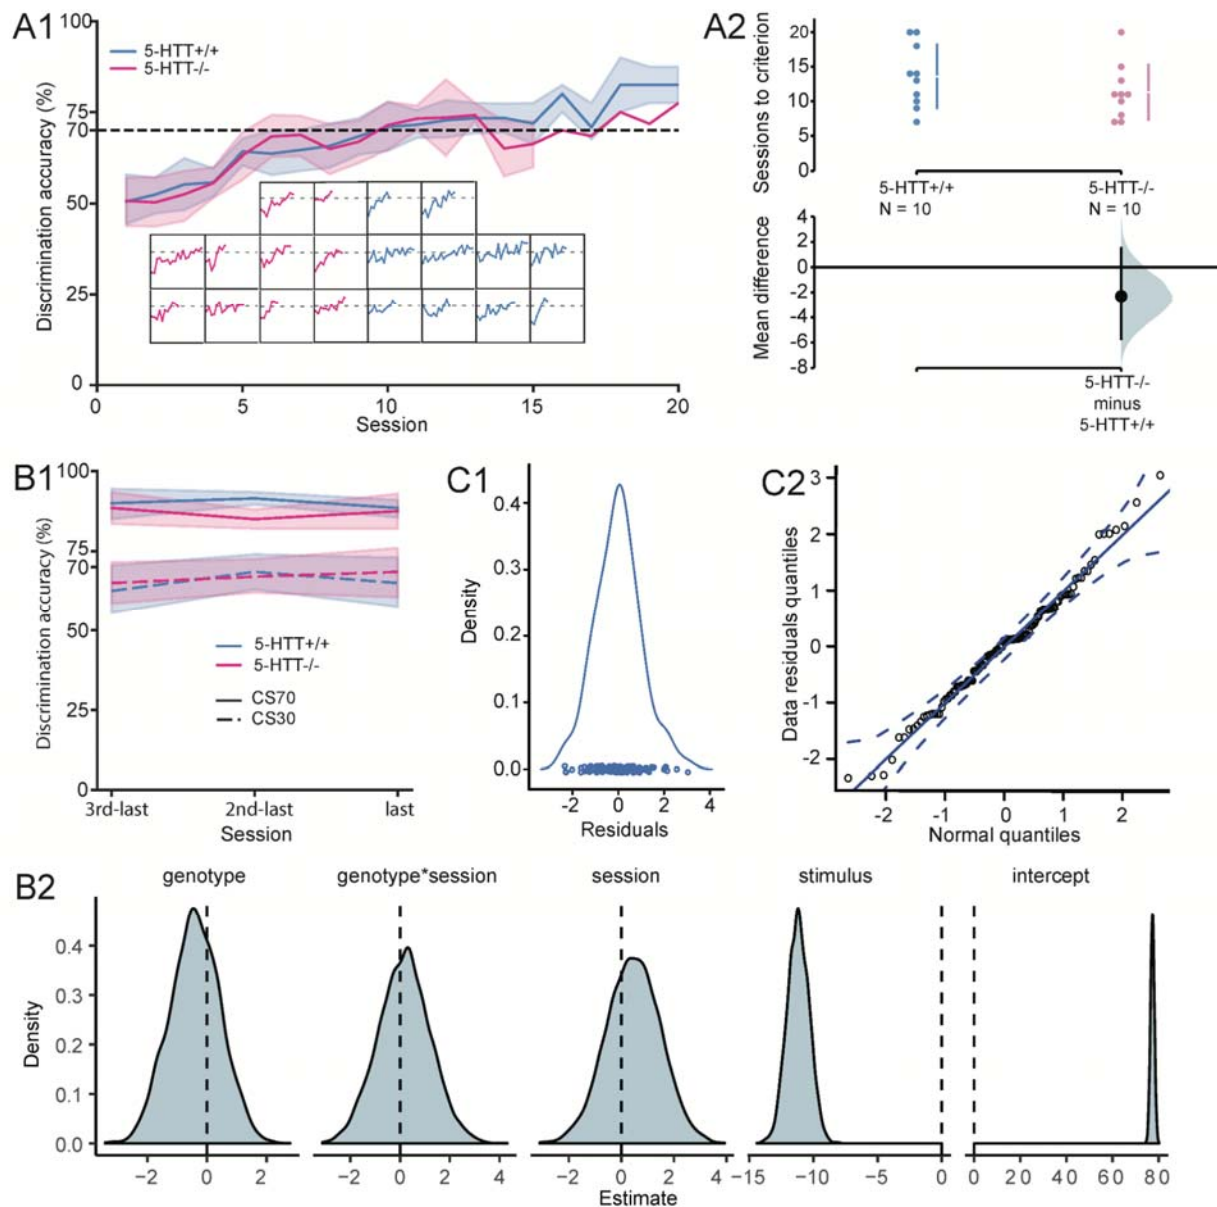 A1
100
75
70
50
25
0
Discrimination accuracy (%)
5-HTT+/+
5-HTT-/-
0
5
10
15
20
Session
A2
20
15
10
5
0
Sessions to criterion
5-HTT+/+
N = 10
5-HTT-/-
N = 10
4
2
0
-2
-4
-6
-8
Mean difference
5-HTT-/-
minus
5-HTT+/+
B1
100
75
70
50
25
0
Discrimination accuracy (%)
5-HTT+/+
5-HTT-/-
CS70
CS30
3rd-last
2nd-last
last
Session
C1
0.4
0.3
0.2
0.1
0.0
Density
-2
0
2
4
Residuals
C2
3
2
1
0
-1
-2
Data residuals quantiles
-2
-1
0
1
2
Normal quantiles
B2
genotype
genotype*session
session
stimulus
intercept
0.4
0.3
0.2
0.1
0.0
Density
−2
0
2
−2
0
2
4
−2
0
2
4
−15
−10
−5
0
0
20
40
60
80
Estimate